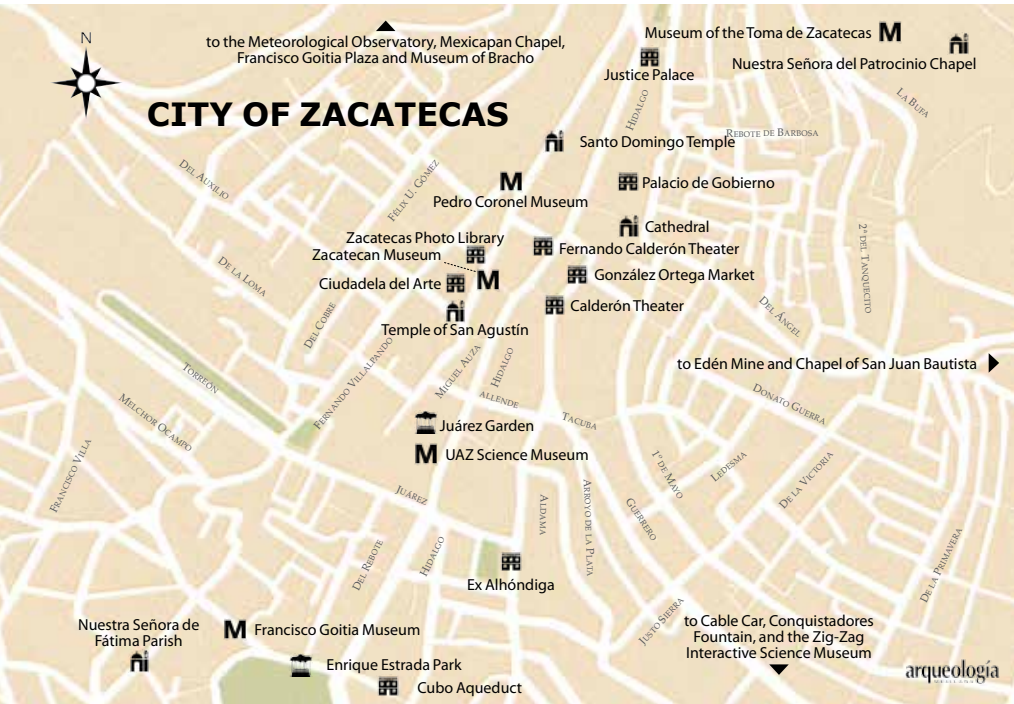 N
to the Meteorological Observatory, Mexicapan Chapel,
Francisco Goitia Plaza and Museum of Bracho
CITY OF ZACATECAS
Museum of the Toma de Zacatecas M
Nuestra Señora del Patrocinio Chapel
Justice Palace
La Bufa
Hidalgo
Rebote de Barbosa
Santo Domingo Temple
Del Auxilio
Félix U. Gómez
M
Pedro Coronel Museum
Palacio de Gobierno
Cathedral
Zacatecas Photo Library
Zacatecan Museum
Fernando Calderón Theater
2ª del Tanquecito
De la Loma
Ciudadela del Arte
M
González Ortega Market
Calderón Theater
Del Cobre
Temple of San Agustín
Del Ángel
Fernando Villalpando
Miguel Auza
Hidalgo
to Edén Mine and Chapel of San Juan Bautista
Torreón
Allende
Donato Guerra
Melchor Ocampo
Tacuba
Juárez Garden
M UAZ Science Museum
Francisco Villa
1º de Mayo
Ledesma
De la Victoria
Juárez
Aldama
Arroyo de la Plata
Guerrero
Del Rebote
Hidalgo
De la Primavera
Ex Alhóndiga
Justo Sierra
Nuestra Señora de
Fátima Parish
M Francisco Goitia Museum
to Cable Car, Conquistadores
Fountain, and the Zig-Zag
Interactive Science Museum
Enrique Estrada Park
Cubo Aqueduct
arqueología
MEXICANA